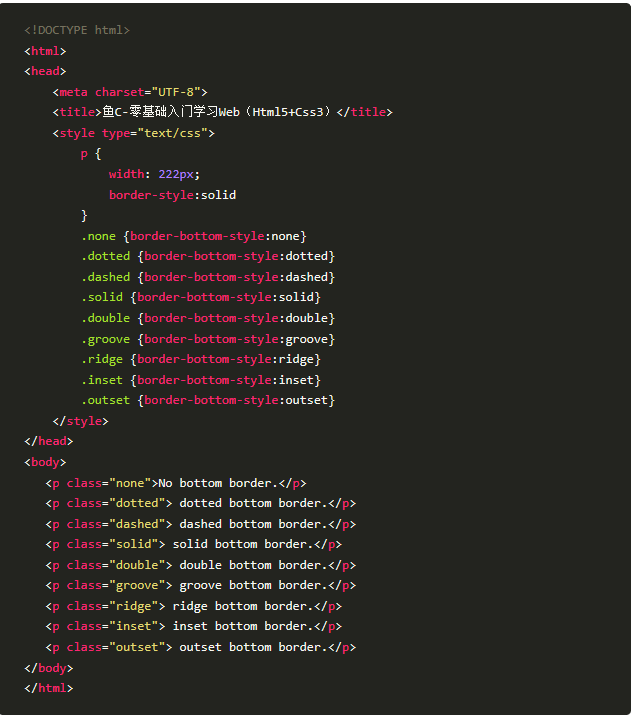 <!DOCTYPE html>
<html>
<head>
    <meta charset="UTF-8">
    <title>鱼C-零基础入门学习Web（Html5+Css3）</title>
    <style type="text/css">
        p {
            width: 222px;
            border-style:solid
        }
        .none {border-bottom-style:none}
        .dotted {border-bottom-style:dotted}
        .dashed {border-bottom-style:dashed}
        .solid {border-bottom-style:solid}
        .double {border-bottom-style:double}
        .groove {border-bottom-style:groove}
        .ridge {border-bottom-style:ridge}
        .inset {border-bottom-style:inset}
        .outset {border-bottom-style:outset}
    </style>
</head>
<body>
   <p class="none">No bottom border.</p>
   <p class="dotted"> dotted bottom border.</p>
   <p class="dashed"> dashed bottom border.</p>
   <p class="solid"> solid bottom border.</p>
   <p class="double"> double bottom border.</p>
   <p class="groove"> groove bottom border.</p>
   <p class="ridge"> ridge bottom border.</p>
   <p class="inset"> inset bottom border.</p>
   <p class="outset"> outset bottom border.</p>
</body>
</html>